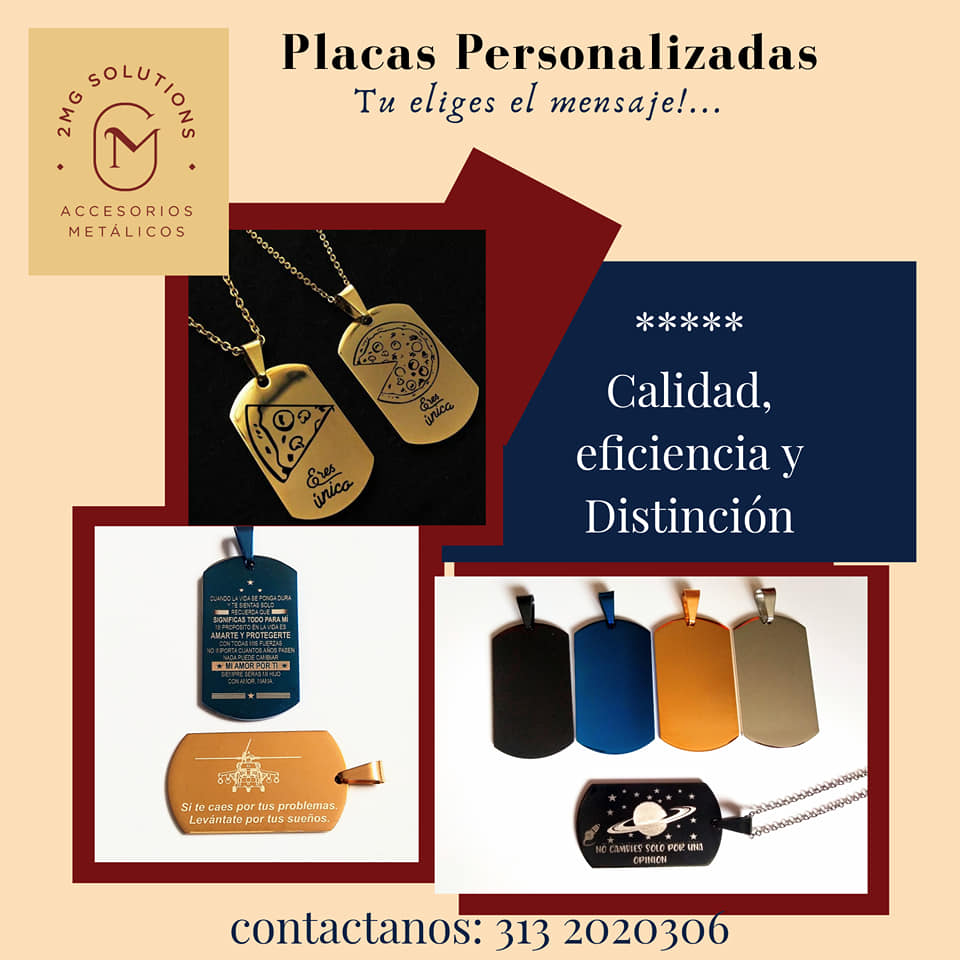 Placas Personalizadas
Tu eliges el mensaje!...
2MG SOLUTIONS
M
ACCESORIOS
METÁLICOS
*****
Calidad,
eficiencia y
Distinción
Eres
única
Eres
única
CUANDO LA VIDA SE PONGA DURA
Y TE SIENTAS SOLO
RECUERDA QUE
SIGNIFICAS TODO PARA MÍ
MI PROPOSITO EN LA VIDA ES
AMARTE Y PROTEGERTE
CON TODAS MIS FUERZAS
NO IMPORTA CUANTOS AÑOS PASEN
NADA PUEDE CAMBIAR
MI AMOR POR TI
SIEMPRE SERAS MI HIJO
CON AMOR, MAMA.
Si te caes por tus problemas.
Levántate por tus sueños.
NO CAMBIES SOLO POR UNA
OPINION
contactanos: 313 2020306